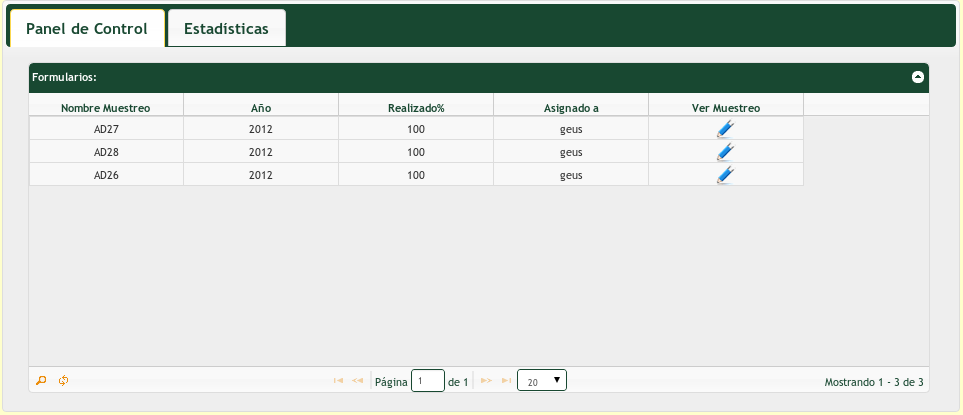 Panel de Control Estadísticas
Formularios:
Nombre Muestreo Año Realizado% Asignado a Ver Muestreo
AD27 2012 100 geus
AD28 2012 100 geus
AD26 2012 100 geus
Página 1 de 1 20 Mostrando 1 - 3 de 3